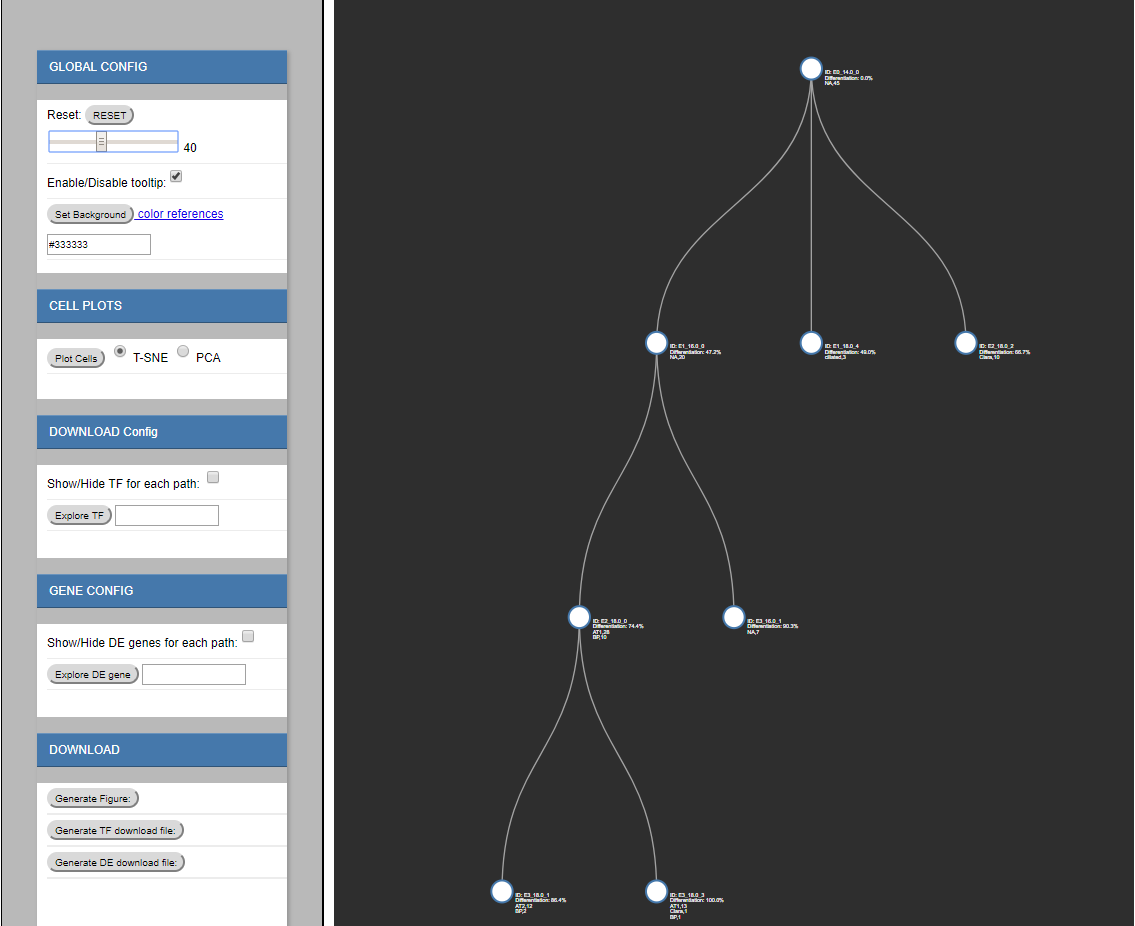 GLOBAL CONFIG
Reset: RESET
40
Enable/Disable tooltip:
Set Background color references
#333333
CELL PLOTS
Plot Cells T-SNE PCA
DOWNLOAD Config
Show/Hide TF for each path:
Explore TF
GENE CONFIG
Show/Hide DE genes for each path:
Explore DE gene
DOWNLOAD
Generate Figure:
Generate TF download file:
Generate DE download file:
ID: E0_14.0_0
Differentiation: 0.0%
NA,45
ID: E1_16.0_0
Differentiation: 47.2%
NA,20
ID: E1_18.0_4
Differentiation: 49.0%
ciliated,3
ID: E2_18.0_2
Differentiation: 66.7%
Clara,10
ID: E2_18.0_0
Differentiation: 74.4%
AT1,28
BP,10
ID: E3_16.0_1
Differentiation: 90.3%
NA,7
ID: E3_18.0_1
Differentiation: 86.4%
AT2,12
BP,2
ID: E3_18.0_3
Differentiation: 100.0%
AT1,13
Clara,1
BP,1